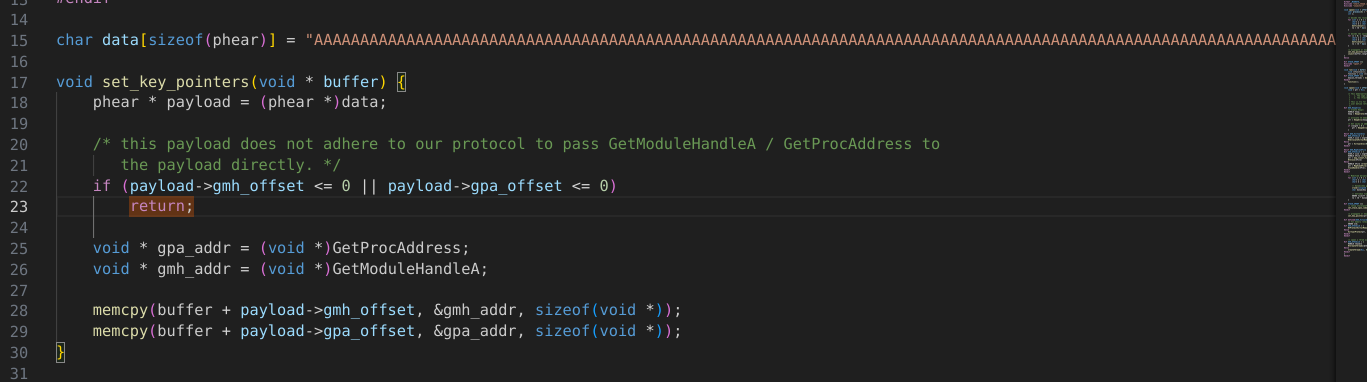 13 #endif
14
15 char data[sizeof(phear)] = "AAAAAAAAAAAAAAAAAAAAAAAAAAAAAAAAAAAAAAAAAAAAAAAAAAAAAAAAAAAAAAAAAAAAAAAAAAAAAAAAAAAAAAAAAAAAAAAAAAAAAAAAAAAAAAA
16
17 void set_key_pointers(void * buffer) {
18 phear * payload = (phear *)data;
19
20 /* this payload does not adhere to our protocol to pass GetModuleHandleA / GetProcAddress to
21 the payload directly. */
22 if (payload->gmh_offset <= 0 || payload->gpa_offset <= 0)
23 return;
24
25 void * gpa_addr = (void *)GetProcAddress;
26 void * gmh_addr = (void *)GetModuleHandleA;
27
28 memcpy(buffer + payload->gmh_offset, &gmh_addr, sizeof(void *));
29 memcpy(buffer + payload->gpa_offset, &gpa_addr, sizeof(void *));
30 }
31